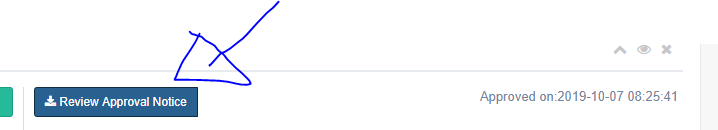 Review Approval Notice
Approved on:2019-10-07 08:25:41